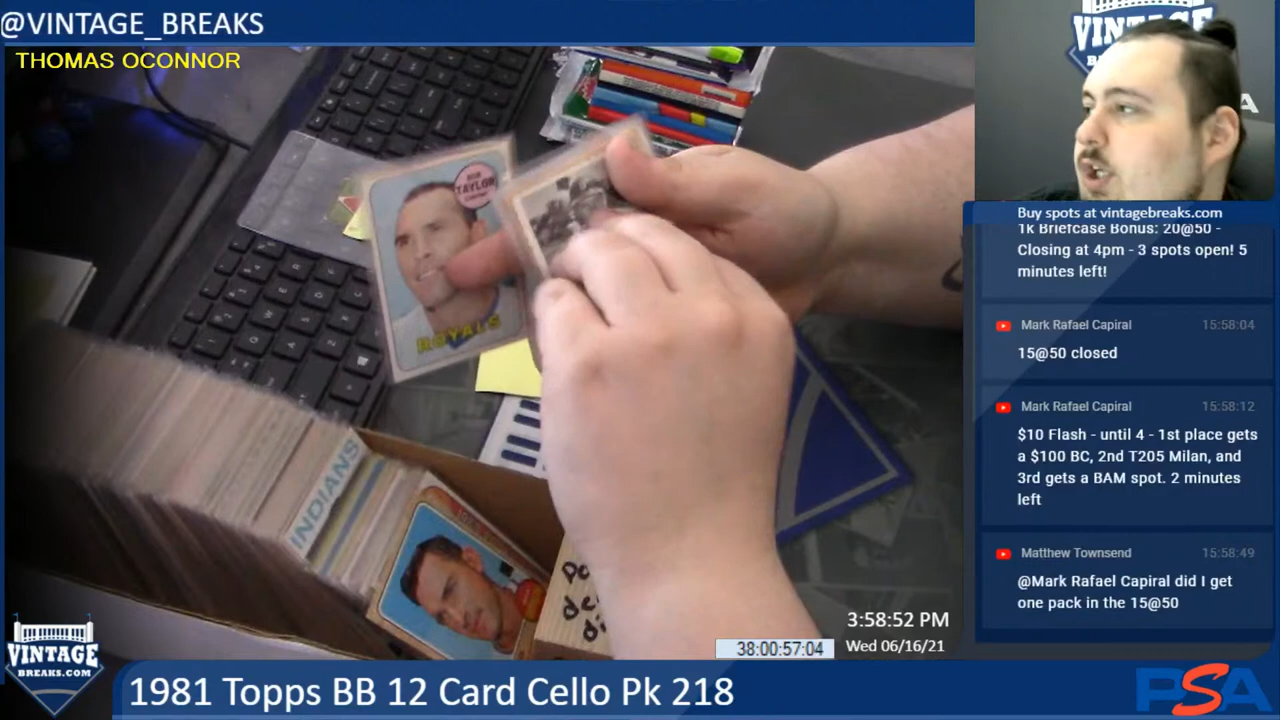 @VINTAGE_BREAKS
THOMAS OCONNOR
VINTAGE
BOB
TAYLOR
ROYALS
INDIANS
Buy spots at vintagebreaks.com
1k Briefcase Bonus: 20@50 -
Closing at 4pm - 3 spots open! 5
minutes left!
Mark Rafael Capiral 15:58:04
15@50 closed
Mark Rafael Capiral 15:58:12
$10 Flash - until 4 - 1st place gets
a $100 BC, 2nd T205 Milan, and
3rd gets a BAM spot. 2 minutes
left
Matthew Townsend 15:58:49
@Mark Rafael Capiral did I get
one pack in the 15@50
3:58:52 PM
38:00:57:04 Wed 06/16/21
VINTAGE
BREAKS.COM
1981 Topps BB 12 Card Cello Pk 218
PSA